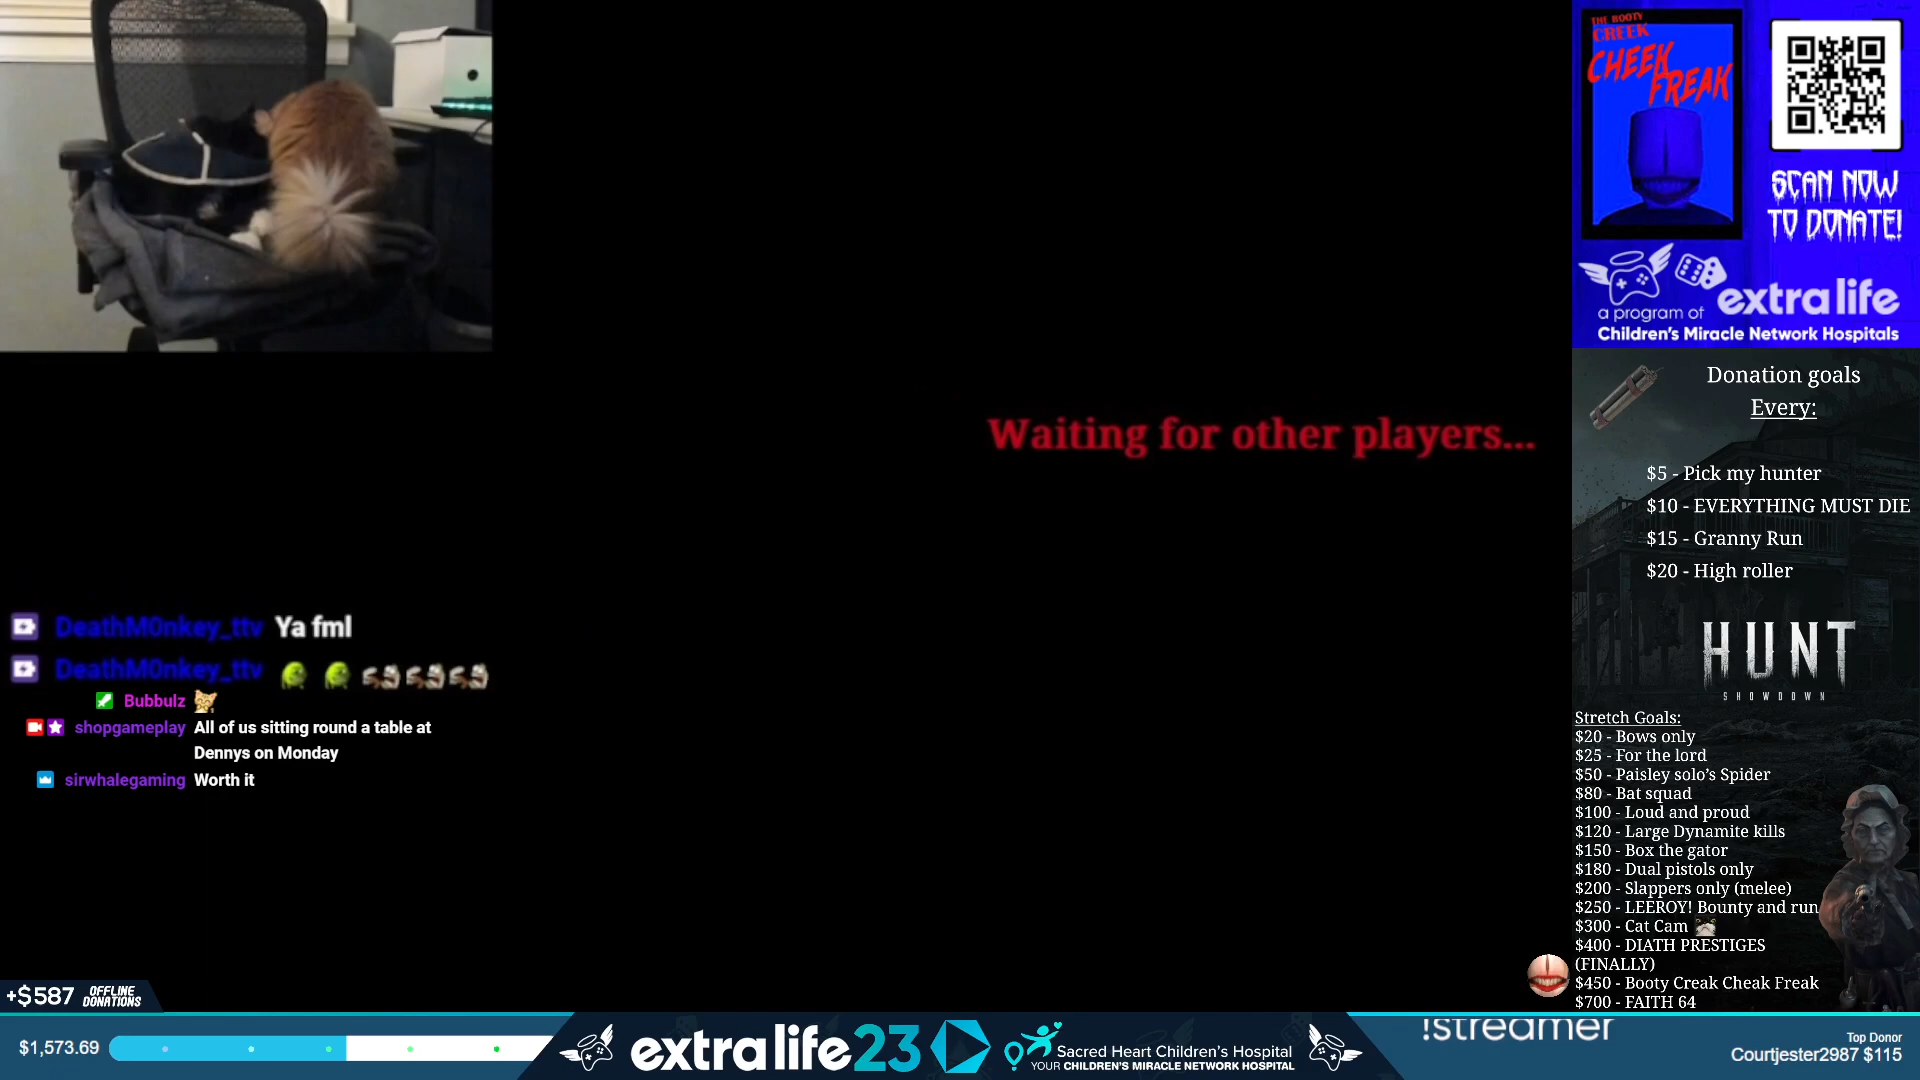 THE BOOTY
CREEK
CHEEK
FREAK
SCAN NOW
TO DONATE!
a program of extralife
Children's Miracle Network Hospitals
Waiting for other players...
Donation goals
Every:
$5 - Pick my hunter
$10 - EVERYTHING MUST DIE
$15 - Granny Run
$20 - High roller
HUNT
SHOWDOWN
Stretch Goals:
$20 - Bows only
$25 - For the lord
$50 - Paisley solo's Spider
$80 - Bat squad
$100 - Loud and proud
$120 - Large Dynamite kills
$150 - Box the gator
$180 - Dual pistols only
$200 - Slappers only (melee)
$250 - LEEROY! Bounty and run
$300 - Cat Cam
$400 - DIATH PRESTIGES
(FINALLY)
$450 - Booty Creak Cheak Freak
$700 - FAITH 64
DeathM0nkey_ttv Ya fml
DeathM0nkey_ttv
Bubbulz
shopgameplay All of us sitting round a table at
Dennys on Monday
sirwhalegaming Worth it
+$587 OFFLINE
DONATIONS
$1,573.69
extralife23
Sacred Heart Children's Hospital
YOUR CHILDREN'S MIRACLE NETWORK HOSPITAL
!streamer
Top Donor
Courtjester2987 $115